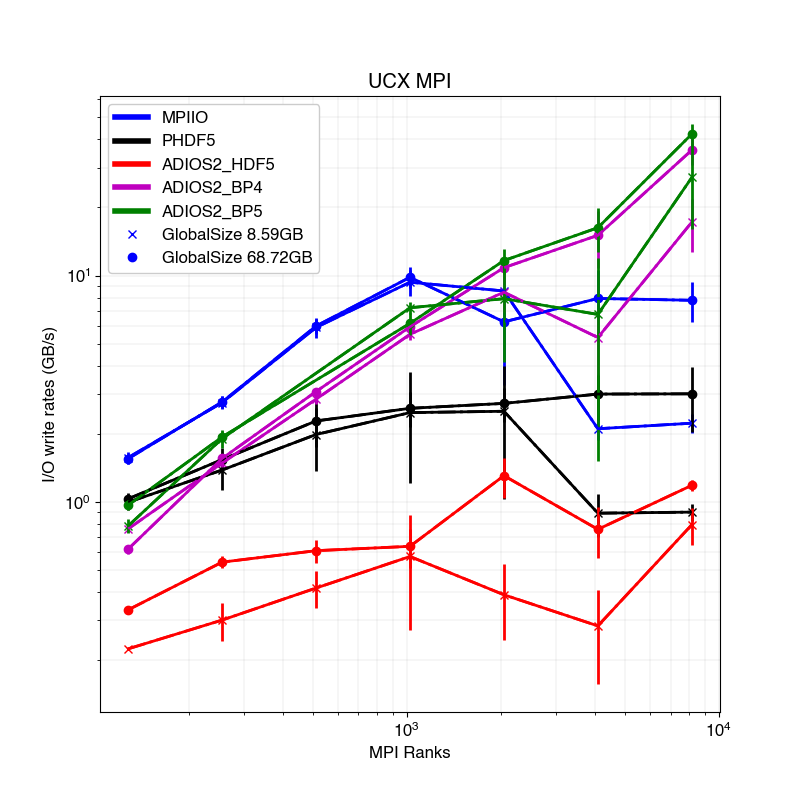 UCX MPI
MPIIO
PHDF5
ADIOS2_HDF5
ADIOS2_BP4
ADIOS2_BP5
GlobalSize 8.59GB
GlobalSize 68.72GB
I/O write rates (GB/s)
10¹
10⁰
10³
10⁴
MPI Ranks